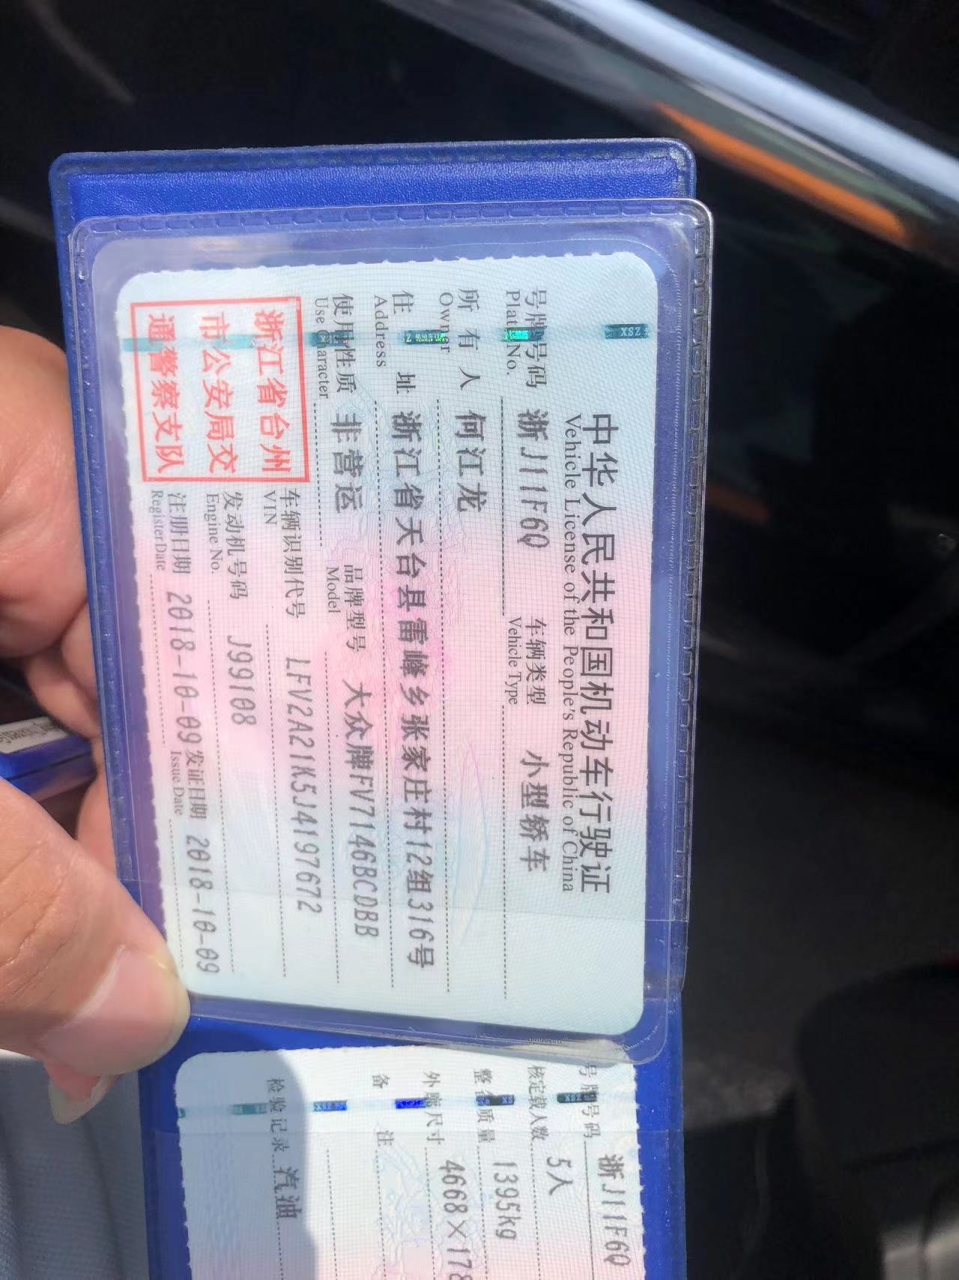 中华人民共和国机动车行驶证
Vehicle License of the People's Republic of China
号牌号码 浙J11F6Q 车辆类型 小型轿车
Plate No. Vehicle Type
所有人 何江龙
Owner
住址 浙江省天台县雷峰乡张家庄村12组316号
Address
使用性质 非营运 品牌型号 大众牌FV7146BCDBB
Use Character Model
浙江省台州
市公安局交
通警察支队
车辆识别代号 LFV2A21K5J4197672
VIN
发动机号码 J99108
Engine No.
注册日期 2018-10-09 发证日期 2018-10-09
Register Date Issue Date
XSZ
号牌号码 浙J11F6Q
核定载人数 5人
整备质量 1395kg
外廓尺寸 4668×178
备注
检验记录 汽油